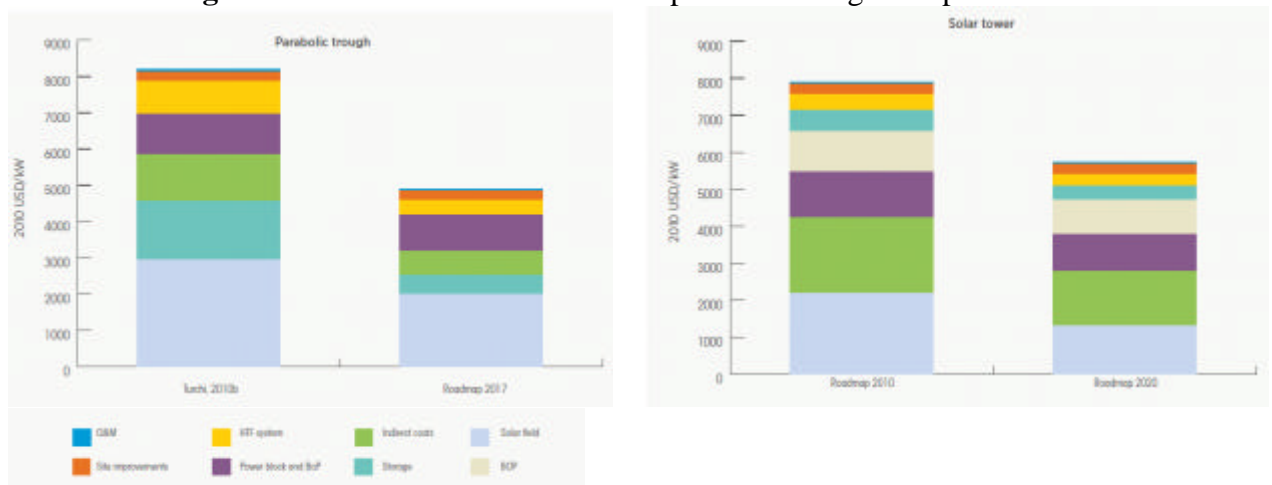 Parabolic trough
9000
8000
7000
6000
5000
4000
3000
2000
1000
0
2010 USD/kW
Turchi, 2010b
Roadmap 2017
Solar tower
9000
8000
7000
6000
5000
4000
3000
2000
1000
0
2010 USD/kW
Roadmap 2010
Roadmap 2020
O&M
HTF system
Indirect costs
Solar field
Site improvements
Power block and BoP
Storage
BOP